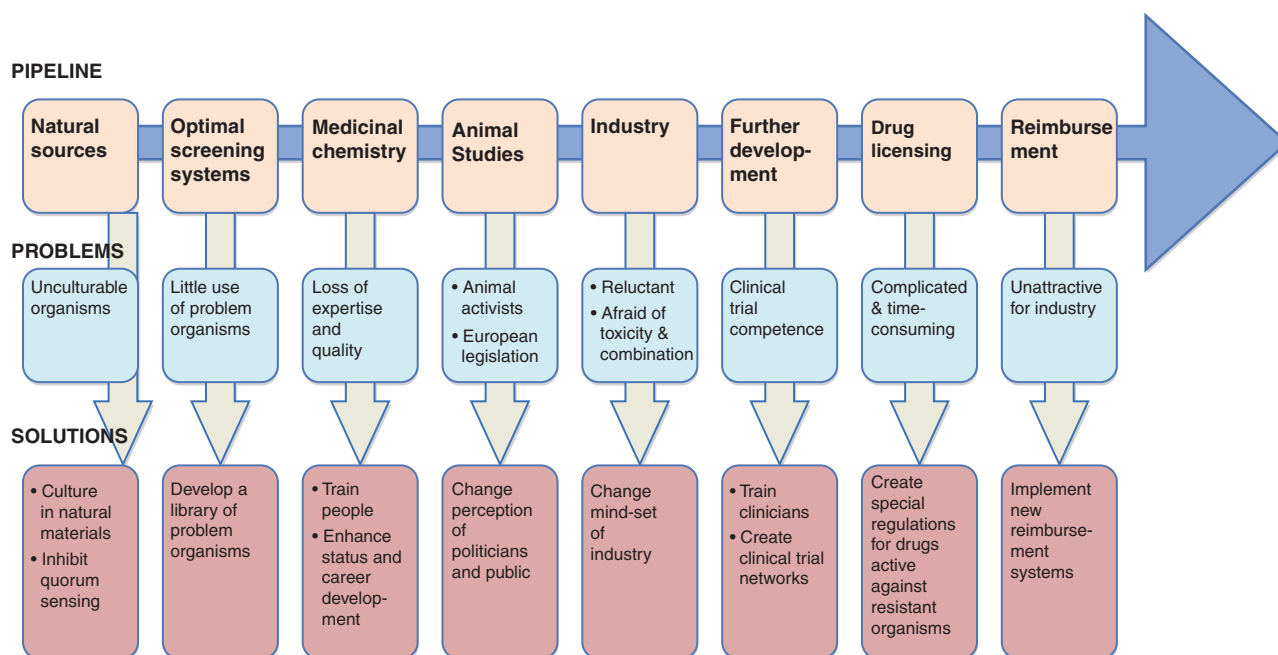 PIPELINE
Natural
sources
Optimal
screening
systems
Medicinal
chemistry
Animal
Studies
Industry
Further
develop-
ment
Drug
licensing
Reimburse
ment
PROBLEMS
Unculturable
organisms
Little use
of problem
organisms
Loss of
expertise
and
quality
• Animal
activists
• European
legislation
• Reluctant
• Afraid of
toxicity &
combination
Clinical
trial
competence
Complicated
& time-
consuming
Unattractive
for industry
SOLUTIONS
• Culture
in natural
materials
• Inhibit
quorum
sensing
Develop a
library of
problem
organisms
• Train
people
• Enhance
status and
career
develop-
ment
Change
perception
of
politicians
and public
Change
mind-set
of
industry
• Train
clinicians
• Create
clinical trial
networks
Create
special
regulations
for drugs
active
against
resistant
organisms
Implement
new
reimburse-
ment
systems